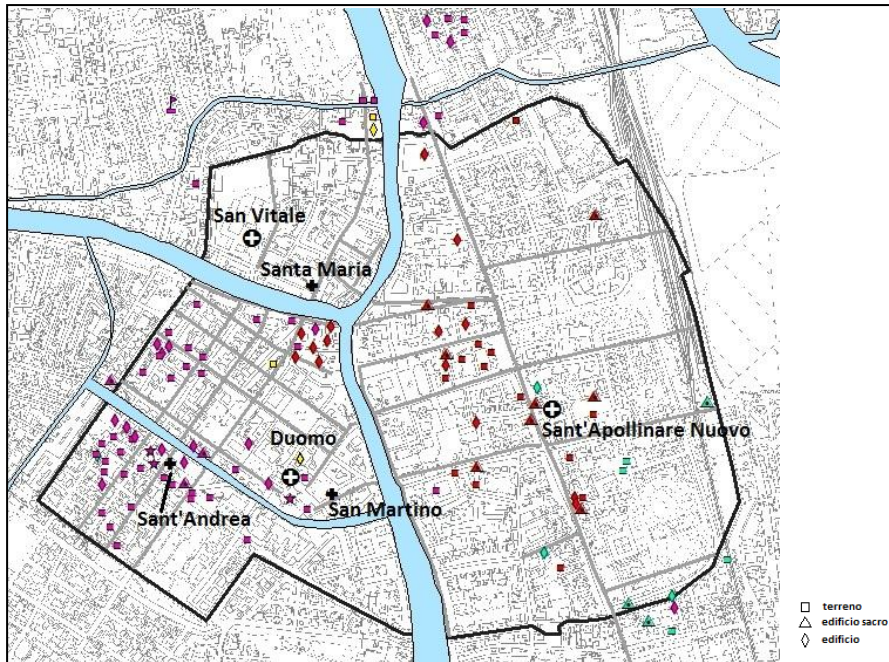 San Vitale
Santa Maria
Duomo
Sant'Apollinare Nuovo
Sant'Andrea
San Martino
terreno
edificio sacro
edificio